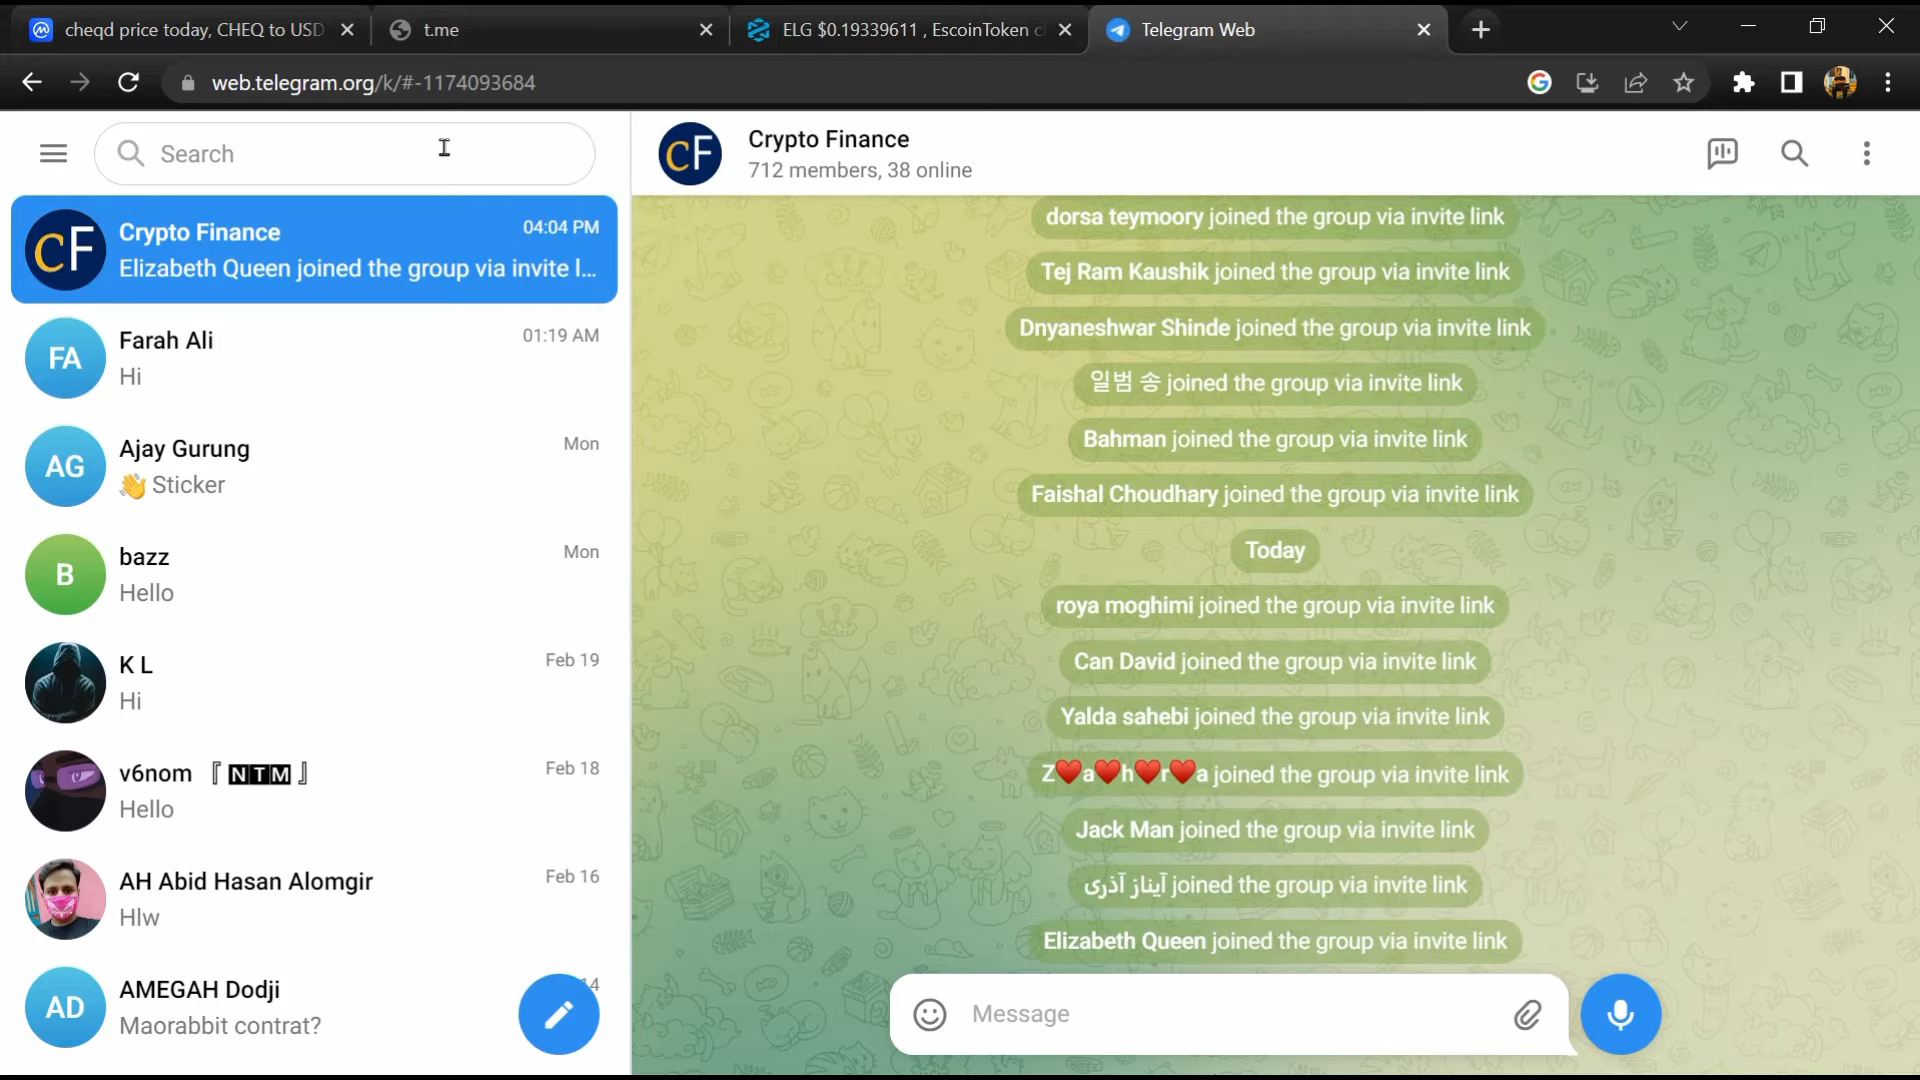 cheqd price today, CHEQ to USD
t.me
ELG $0.19339611 , EscoinToken c
Telegram Web
web.telegram.org/k/#-1174093684
Search
CF
Crypto Finance
712 members, 38 online
CF
Crypto Finance
04:04 PM
Elizabeth Queen joined the group via invite l...
FA
Farah Ali
01:19 AM
Hi
AG
Ajay Gurung
Mon
👋 Sticker
B
bazz
Mon
Hello
K L
Feb 19
Hi
v6nom 『🅽🆃🅼』
Feb 18
Hello
AH Abid Hasan Alomgir
Feb 16
Hlw
AD
AMEGAH Dodji
14
Maorabbit contrat?
dorsa teymoory joined the group via invite link
Tej Ram Kaushik joined the group via invite link
Dnyaneshwar Shinde joined the group via invite link
일범 송 joined the group via invite link
Bahman joined the group via invite link
Faishal Choudhary joined the group via invite link
Today
roya moghimi joined the group via invite link
Can David joined the group via invite link
Yalda sahebi joined the group via invite link
Z❤️a❤️h❤️r❤️a joined the group via invite link
Jack Man joined the group via invite link
آیناز آذری joined the group via invite link
Elizabeth Queen joined the group via invite link
Message